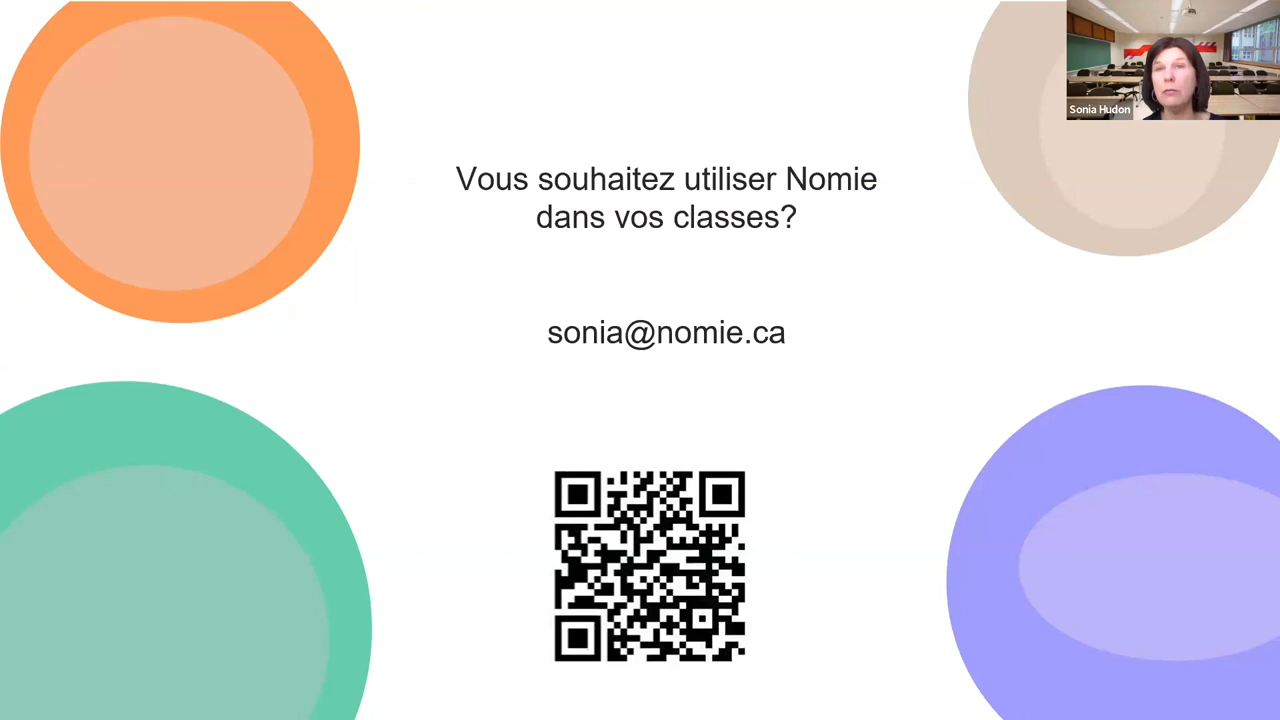 Sonia Hudon
Vous souhaitez utiliser Nomie
dans vos classes?
sonia@nomie.ca